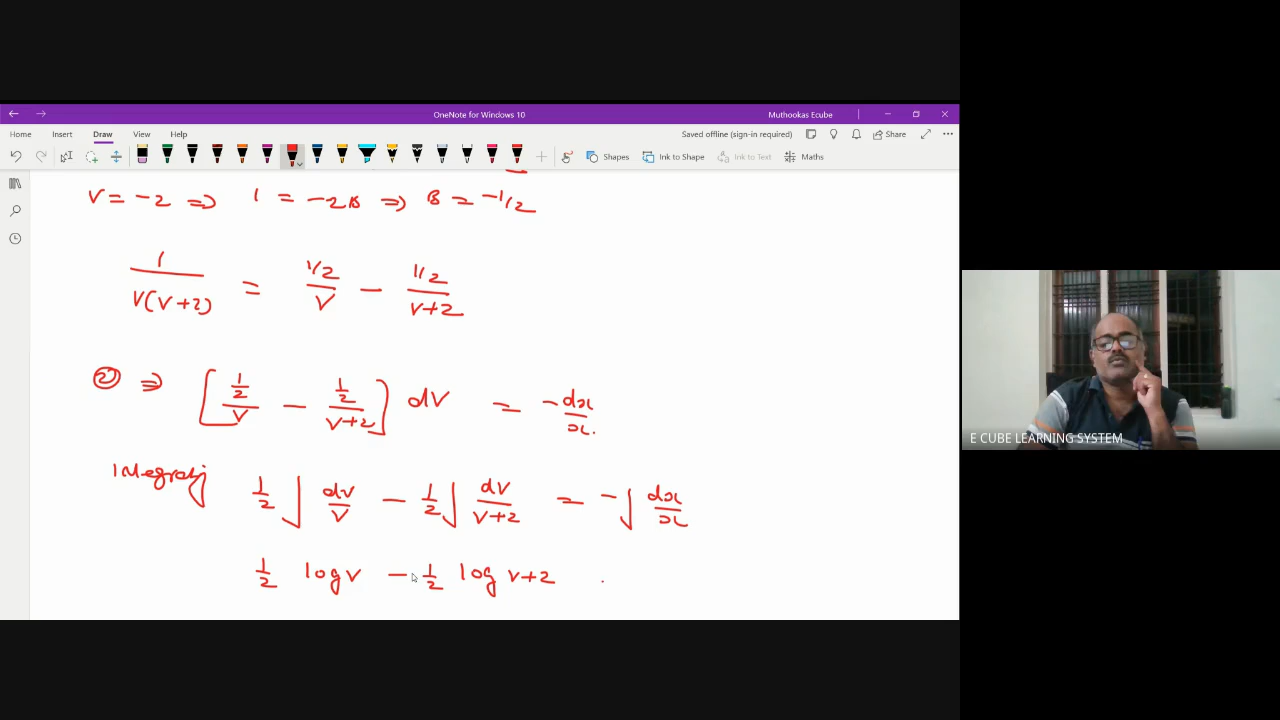 OneNote for Windows 10
Muthookas Ecube
Home Insert Draw View Help
Saved offline (sign-in required) Share
Shapes Ink to Shape Ink to Text Maths
V = -2 ⇒ 1 = -2B ⇒ B = -1/2
1/(V(V+2)) = (1/2)/V - (1/2)/(V+2)
② ⇒ [(1/2)/V - (1/2)/(V+2)] dV = -dx/x.
Integratij
1/2 ∫ dV/V - 1/2 ∫ dV/(V+2) = -∫ dx/x
1/2 log V - 1/2 log V+2
E CUBE LEARNING SYSTEM